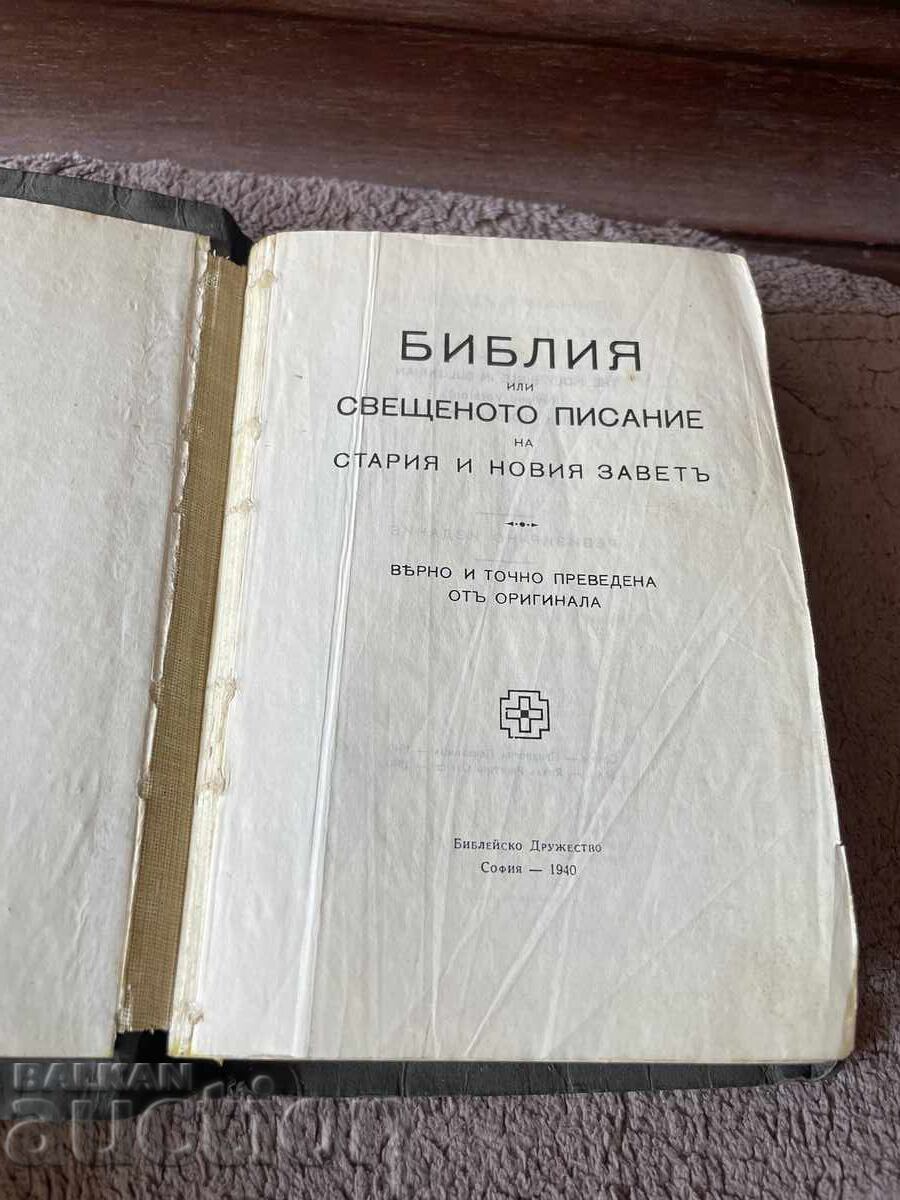 БИБЛИЯ
ИЛИ
СВЕЩЕНОТО ПИСАНИЕ
НА
СТАРИЯ И НОВИЯ ЗАВЕТЪ
ВѢРНО И ТОЧНО ПРЕВЕДЕНА
ОТЪ ОРИГИНАЛА
Библейско Дружество
София — 1940
BALKAN
auction